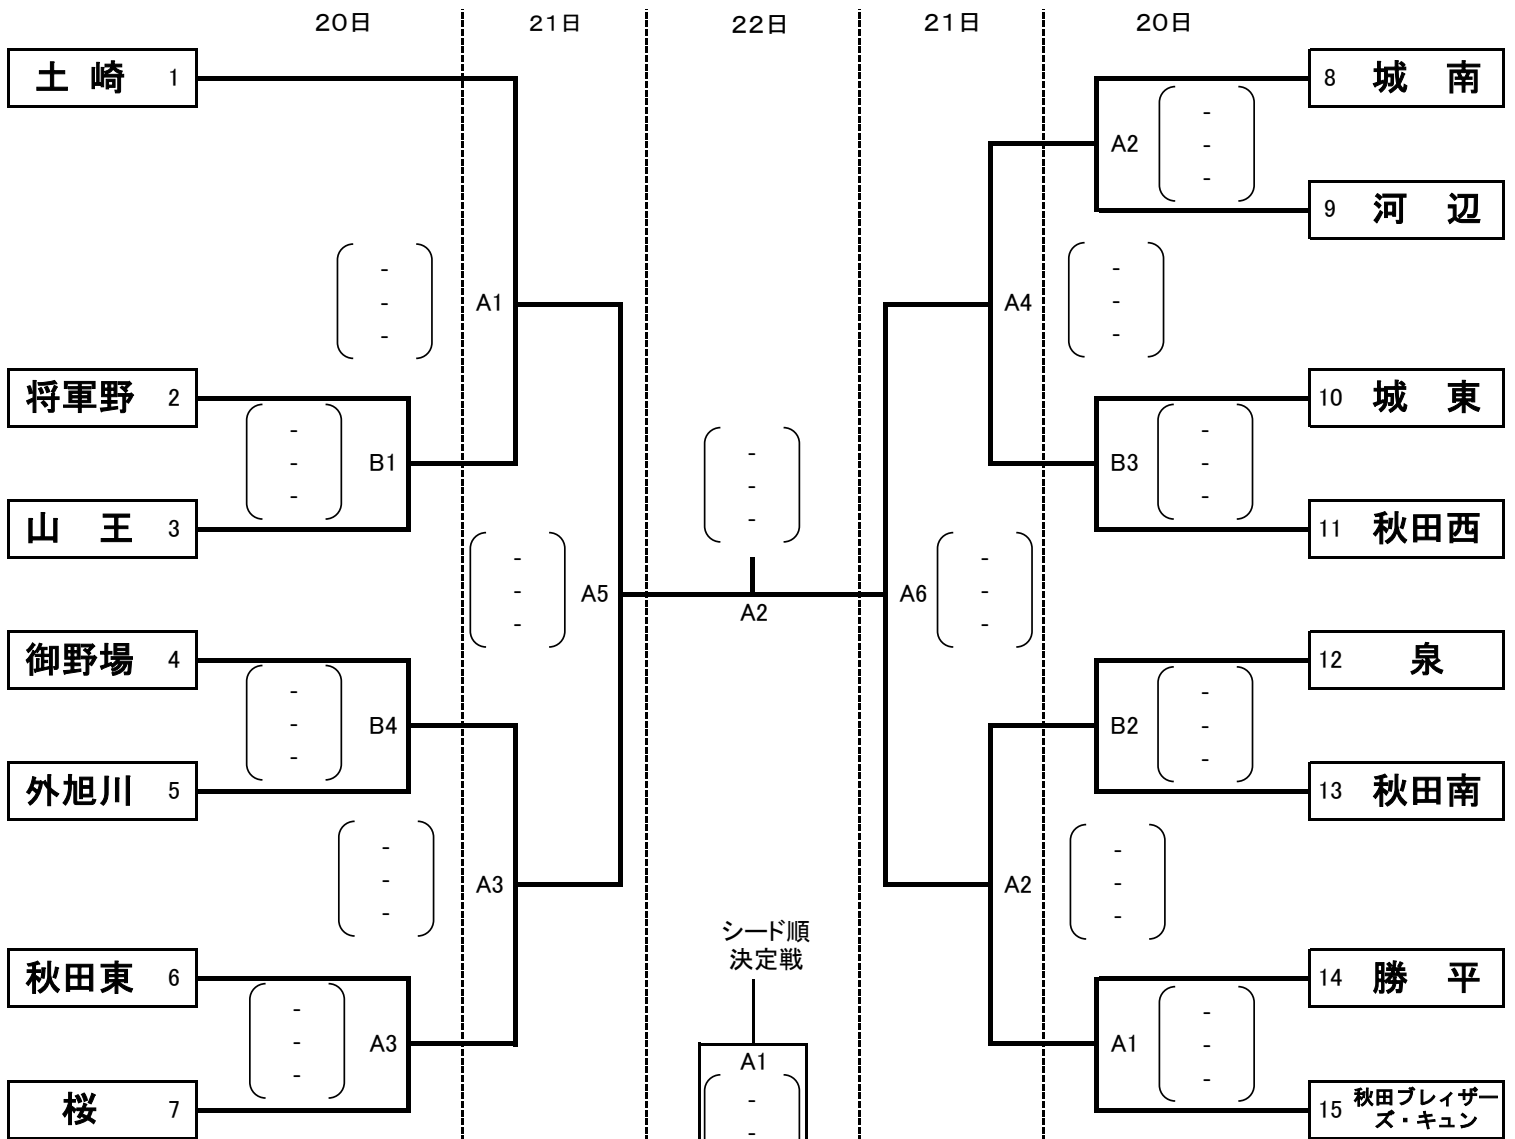 20日 21日 22日 21日 20日
土 崎 1
8 城 南
-
-
-
A2
9 河 辺
-
-
-
A1
A4
-
-
-
将軍野 2
10 城 東
-
-
-
B1
B3
-
-
-
山 王 3
11 秋田西
-
-
-
-
-
-
A5
A2
A6
-
-
-
御野場 4
12 泉
-
-
-
B4
B2
-
-
-
外旭川 5
13 秋田南
-
-
-
A3
A2
-
-
-
シード順
決定戦
秋田東 6
14 勝 平
-
-
-
A3
A1
-
-
-
A1
-
-
桜 7
15 秋田ブレィザー
ズ・キュン